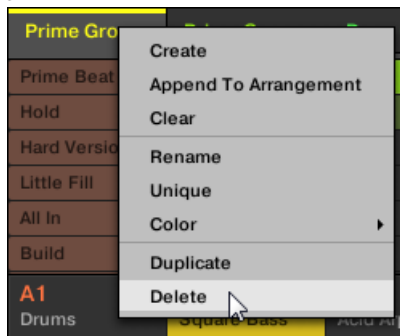 Prime Gro
Create
Prime Beat
Append To Arrangement
Hold
Clear
Hard Versio
Rename
Little Fill
Unique
All In
Color
Build
Duplicate
A1
Delete
Drums
Square Bass
Acid Ar